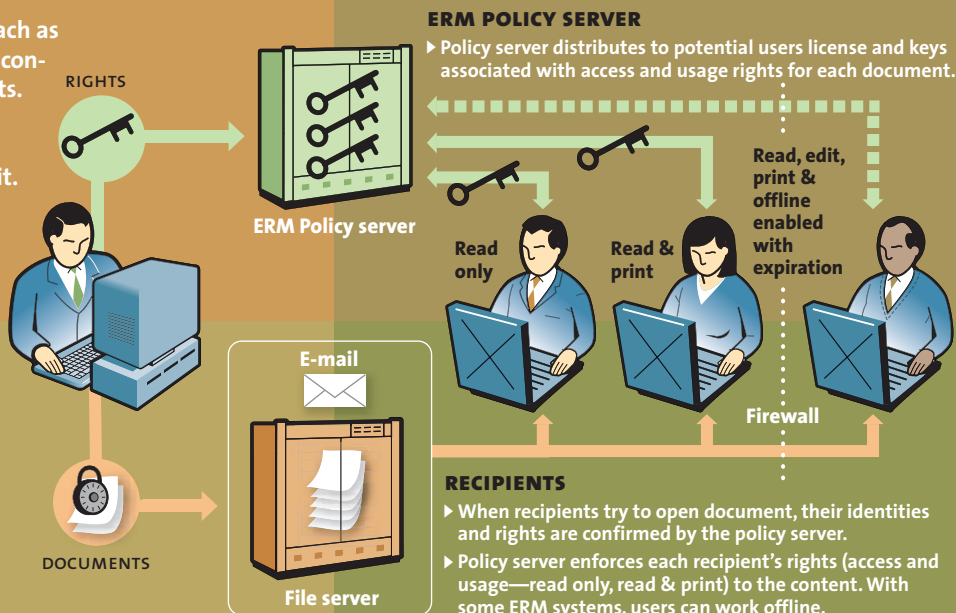 ach as
con-
ts.
it.
RIGHTS
ERM POLICY SERVER
▸ Policy server distributes to potential users license and keys
associated with access and usage rights for each document.
ERM Policy server
Read
only
Read &
print
Read, edit,
print &
offline
enabled
with
expiration
E-mail
Firewall
DOCUMENTS
File server
RECIPIENTS
▸ When recipients try to open document, their identities
and rights are confirmed by the policy server.
▸ Policy server enforces each recipient’s rights (access and
usage—read only, read & print) to the content. With
some ERM systems, users can work offline.